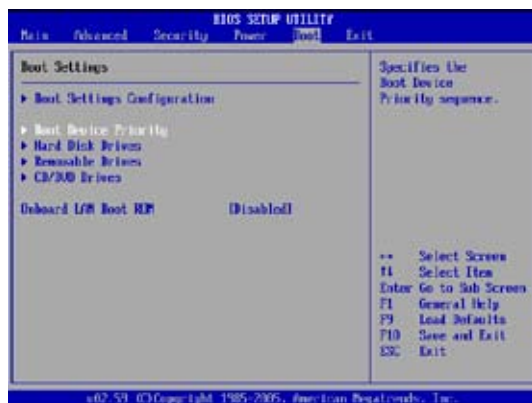 BIOS SETUP UTILITY
Main Advanced Security Power Boot Exit
Boot Settings
Boot Settings Configuration
Boot Device Priority
Hard Disk Drives
Removable Drives
CD/DVD Drives
Onboard LAN Boot ROM [Disabled]
Specifies the
Boot Device
Priority sequence.
↔ Select Screen
↑↓ Select Item
Enter Go to Sub Screen
F1 General Help
F9 Load Defaults
F10 Save and Exit
ESC Exit
v02.59 (C)Copyright 1985-2005, American Megatrends, Inc.